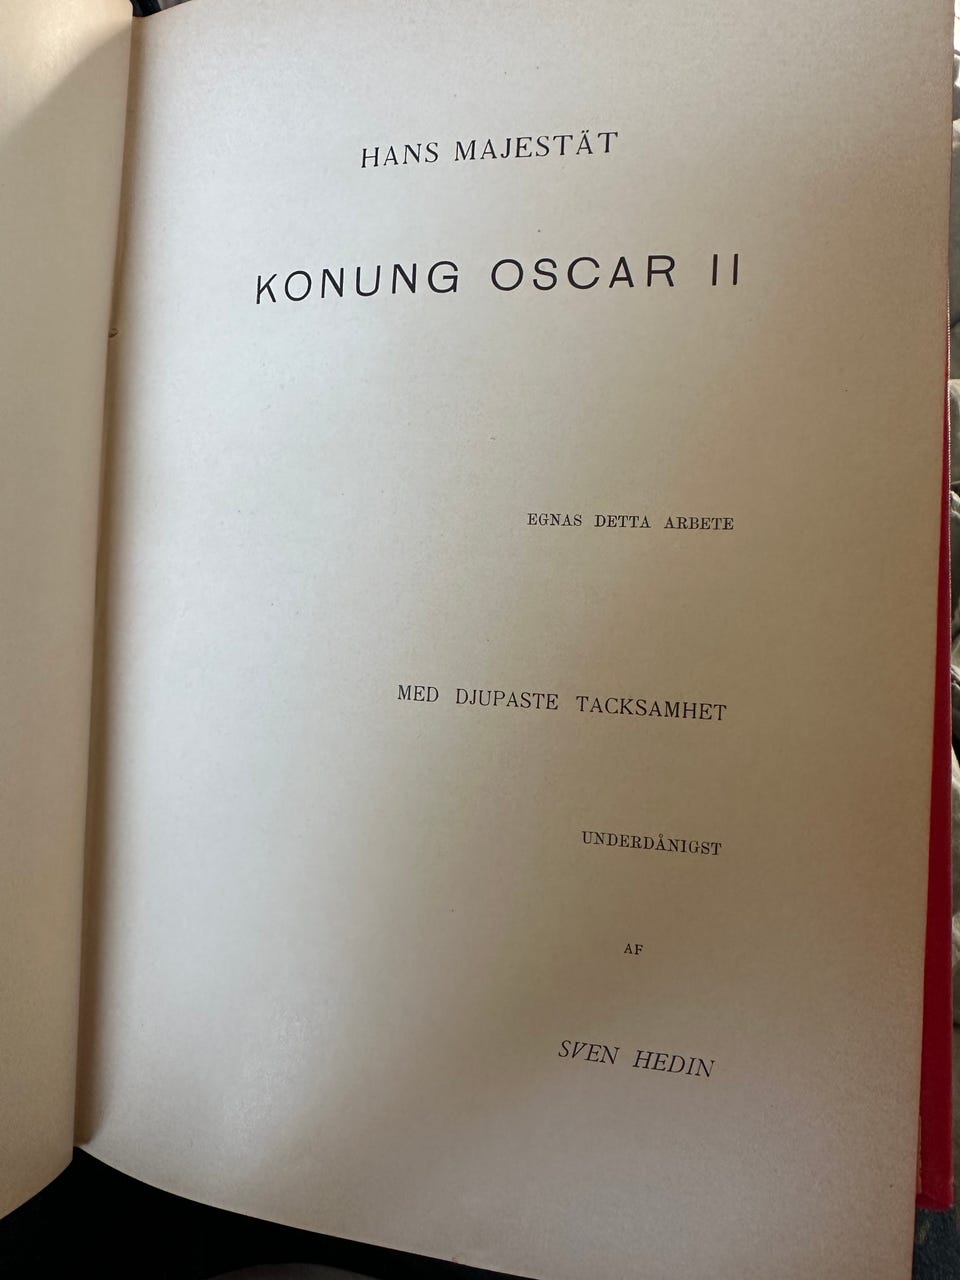 HANS MAJESTÄT
KONUNG OSCAR II
EGNAS DETTA ARBETE
MED DJUPASTE TACKSAMHET
UNDERDÅNIGST
AF
SVEN HEDIN